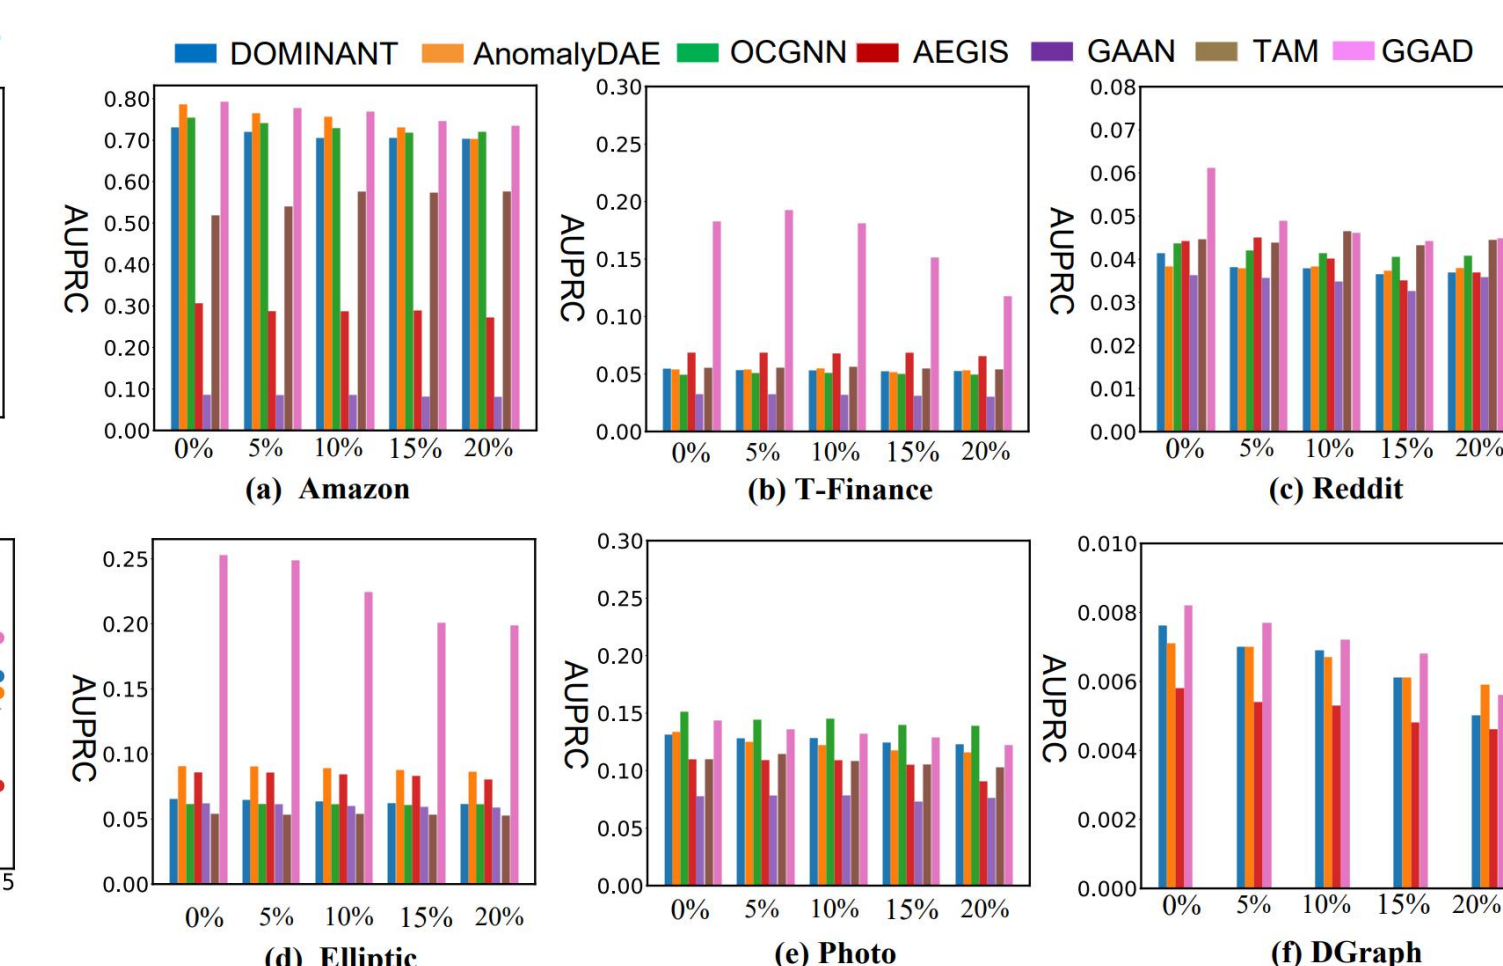 DOMINANT AnomalyDAE OCGNN AEGIS GAAN TAM GGAD
AUPRC
0.80
0.70
0.60
0.50
0.40
0.30
0.20
0.10
0.00
0% 5% 10% 15% 20%
(a) Amazon
AUPRC
0.30
0.25
0.20
0.15
0.10
0.05
0.00
0% 5% 10% 15% 20%
(b) T-Finance
AUPRC
0.08
0.07
0.06
0.05
0.04
0.03
0.02
0.01
0.00
0% 5% 10% 15% 20%
(c) Reddit
5
AUPRC
0.25
0.20
0.15
0.10
0.05
0.00
0% 5% 10% 15% 20%
(d) Elliptic
AUPRC
0.30
0.25
0.20
0.15
0.10
0.05
0.00
0% 5% 10% 15% 20%
(e) Photo
AUPRC
0.010
0.008
0.006
0.004
0.002
0.000
0% 5% 10% 15% 20%
(f) DGraph